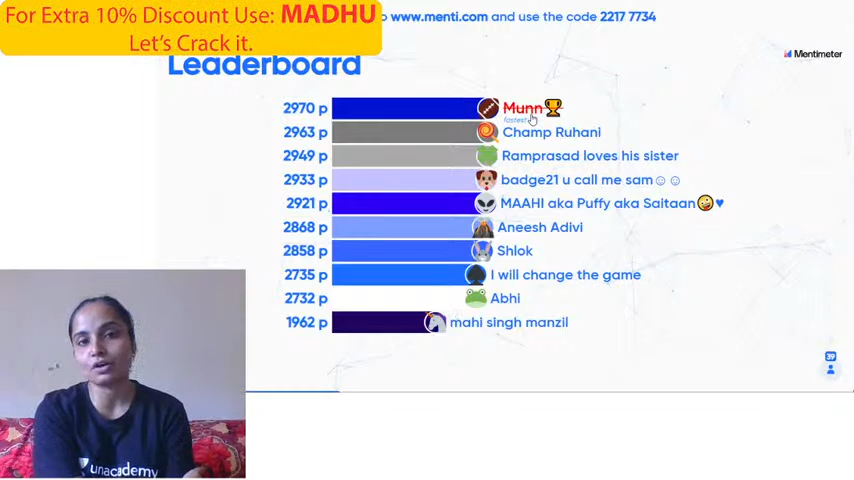 For Extra 10% Discount Use: MADHU
Let's Crack it.
o www.menti.com and use the code 2217 7734
Mentimeter
Leaderboard
2970 p Munn🏆
fastest
2963 p Champ Ruhani
2949 p Ramprasad loves his sister
2933 p badge21 u call me sam☺☺
2921 p MAAHI aka Puffy aka Saitaan🤪♥
2868 p Aneesh Adivi
2858 p Shlok
2735 p I will change the game
2732 p Abhi
1962 p mahi singh manzil
39
unacademy